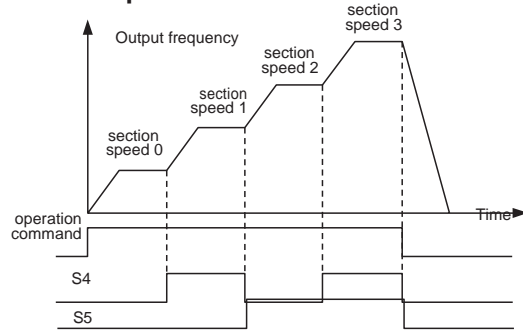 Output frequency
section
speed 0
section
speed 1
section
speed 2
section
speed 3
Time
operation
command
S4
S5